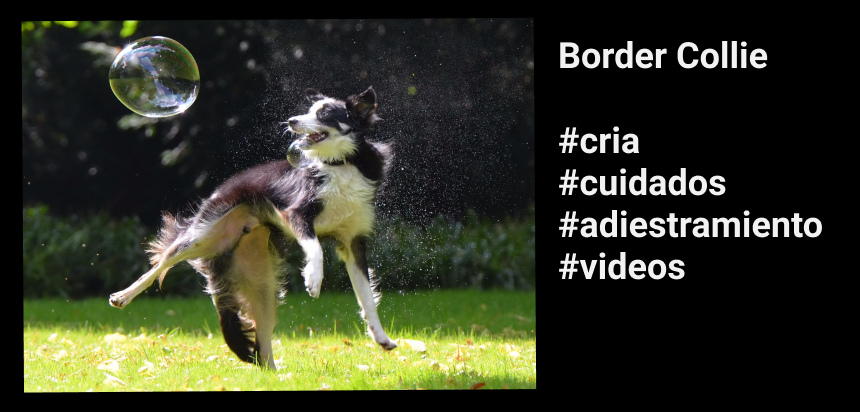 Border Collie
#cria
#cuidados
#adiestramiento
#videos